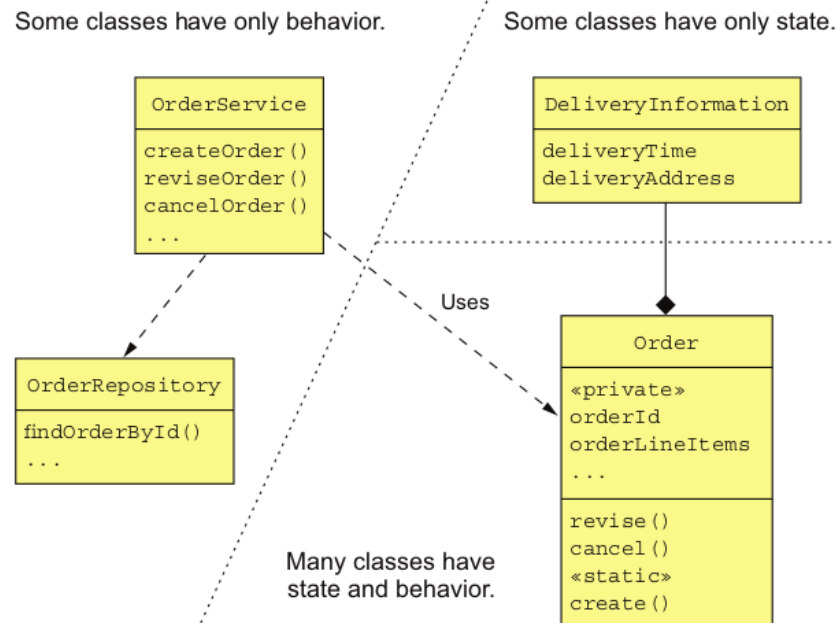 Some classes have only behavior.
Some classes have only state.
OrderService
createOrder()
reviseOrder()
cancelOrder()
...
DeliveryInformation
deliveryTime
deliveryAddress
Uses
OrderRepository
findOrderById()
...
Order
«private»
orderId
orderLineItems
...
revise()
cancel()
«static»
create()
Many classes have
state and behavior.